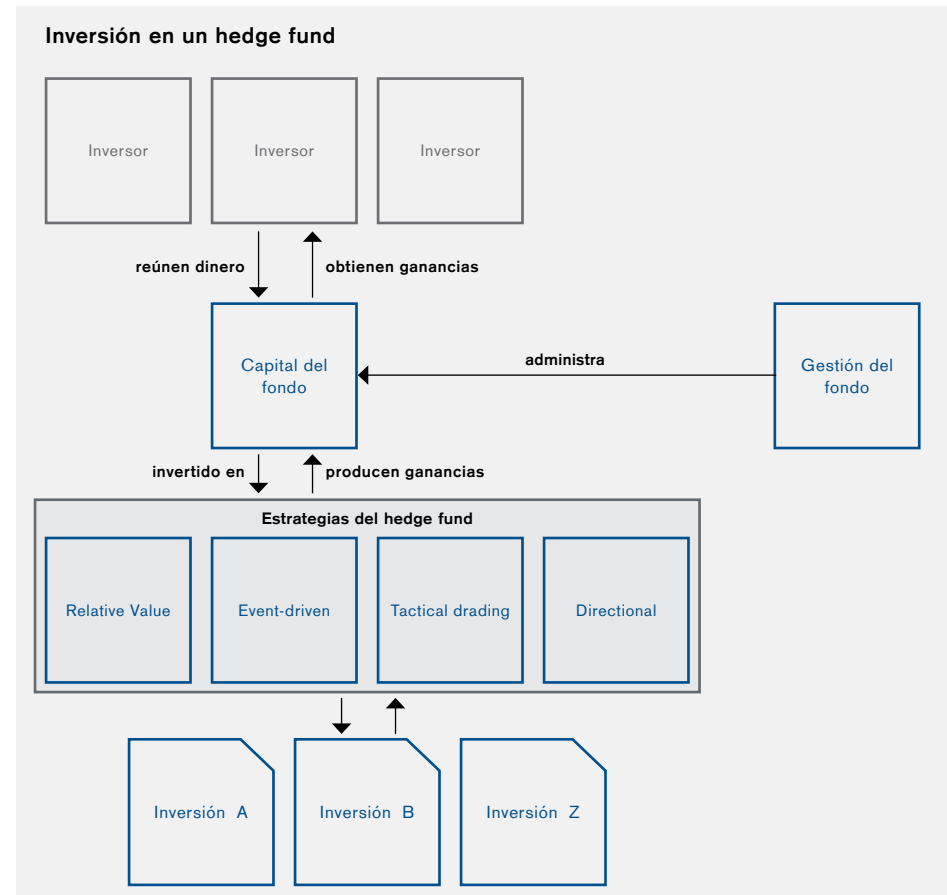 Inversión en un hedge fund
Inversor
Inversor
Inversor
reúnen dinero
obtienen ganancias
Capital del
fondo
administra
Gestión del
fondo
invertido en
producen ganancias
Estrategias del hedge fund
Relative Value
Event-driven
Tactical drading
Directional
Inversión A
Inversión B
Inversión Z